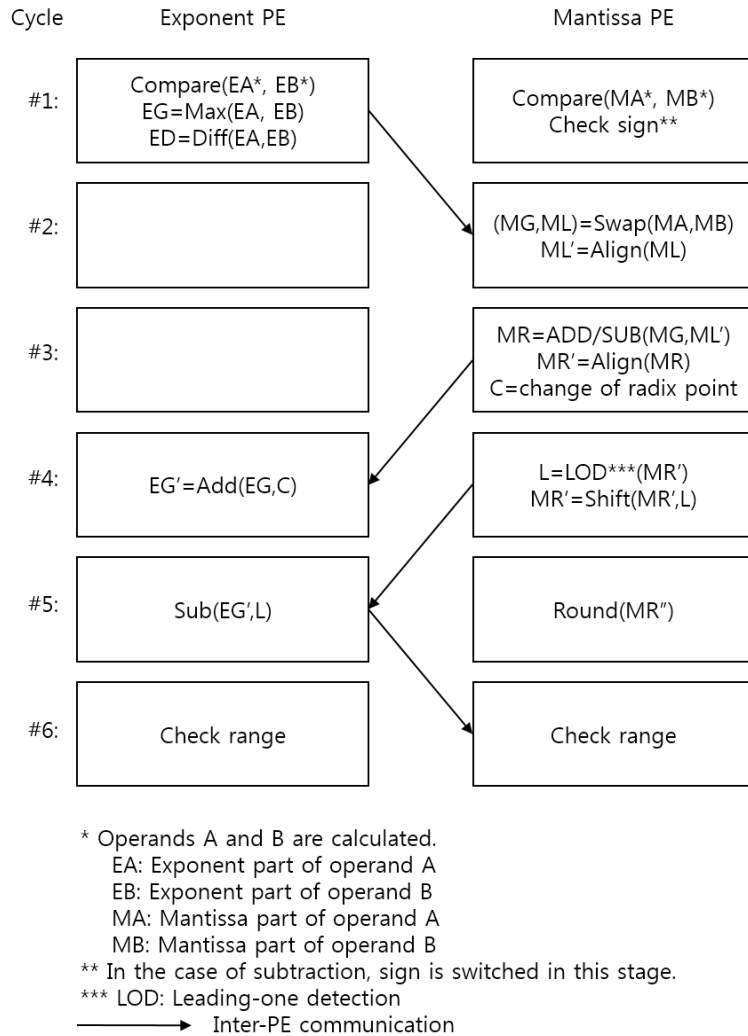 Cycle Exponent PE Mantissa PE
#1:
Compare(EA*, EB*)
EG=Max(EA, EB)
ED=Diff(EA,EB)
Compare(MA*, MB*)
Check sign**
#2:
(MG,ML)=Swap(MA,MB)
ML’=Align(ML)
#3:
MR=ADD/SUB(MG,ML’)
MR’=Align(MR)
C=change of radix point
#4:
EG’=Add(EG,C)
L=LOD***(MR’)
MR’=Shift(MR’,L)
#5:
Sub(EG’,L)
Round(MR”)
#6:
Check range
Check range
* Operands A and B are calculated.
EA: Exponent part of operand A
EB: Exponent part of operand B
MA: Mantissa part of operand A
MB: Mantissa part of operand B
** In the case of subtraction, sign is switched in this stage.
*** LOD: Leading-one detection
Inter-PE communication